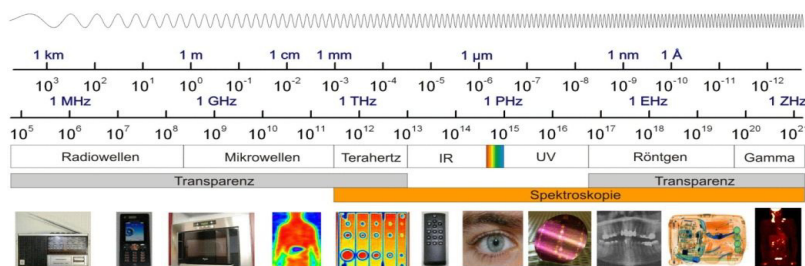 1 km 1 m 1 cm 1 mm 1 µm 1 nm 1 Å
10³ 10² 10¹ 10⁰ 10⁻¹ 10⁻² 10⁻³ 10⁻⁴ 10⁻⁵ 10⁻⁶ 10⁻⁷ 10⁻⁸ 10⁻⁹ 10⁻¹⁰ 10⁻¹¹ 10⁻¹²
1 MHz 1 GHz 1 THz 1 PHz 1 EHz 1 ZHz
10⁵ 10⁶ 10⁷ 10⁸ 10⁹ 10¹⁰ 10¹¹ 10¹² 10¹³ 10¹⁴ 10¹⁵ 10¹⁶ 10¹⁷ 10¹⁸ 10¹⁹ 10²⁰ 10²¹
Radiowellen Mikrowellen Terahertz IR UV Röntgen Gamma
Transparenz Transparenz
Spektroskopie